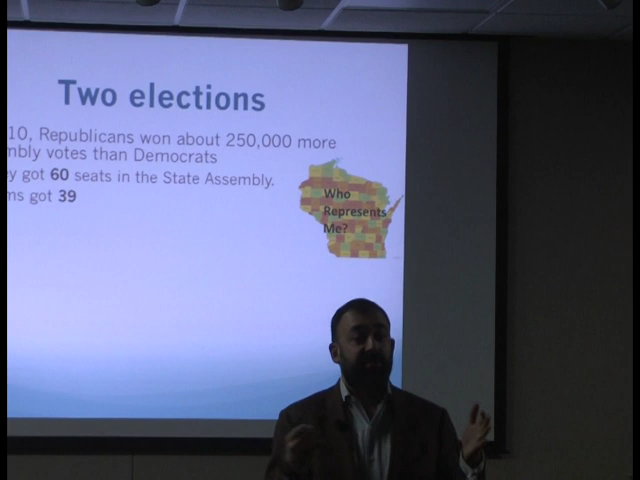 Two elections
10, Republicans won about 250,000 more
mbly votes than Democrats
y got 60 seats in the State Assembly.
ms got 39
Who
Represents
Me?